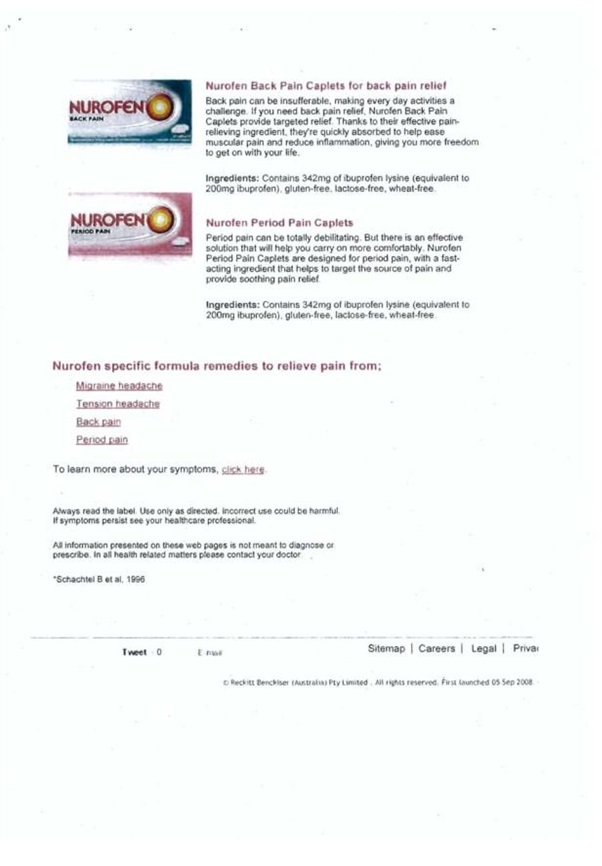 NUROFEN
BACK PAIN
Nurofen Back Pain Caplets for back pain relief
Back pain can be insufferable, making every day activities a
challenge. If you need back pain relief, Nurofen Back Pain
Caplets provide targeted relief. Thanks to their effective pain-
relieving ingredient, they're quickly absorbed to help ease
muscular pain and reduce inflammation, giving you more freedom
to get on with your life.
Ingredients: Contains 342mg of ibuprofen lysine (equivalent to
200mg ibuprofen), gluten-free, lactose-free, wheat-free.
NUROFEN
PERIOD PAIN
Nurofen Period Pain Caplets
Period pain can be totally debilitating. But there is an effective
solution that will help you carry on more comfortably. Nurofen
Period Pain Caplets are designed for period pain, with a fast-
acting ingredient that helps to target the source of pain and
provide soothing pain relief.
Ingredients: Contains 342mg of ibuprofen lysine (equivalent to
200mg ibuprofen), gluten-free, lactose-free, wheat-free.
Nurofen specific formula remedies to relieve pain from;
Migraine headache
Tension headache
Back pain
Period pain
To learn more about your symptoms, click here.
Always read the label. Use only as directed. Incorrect use could be harmful.
If symptoms persist see your healthcare professional.
All information presented on these web pages is not meant to diagnose or
prescribe. In all health related matters please contact your doctor
*Schachtel B et al, 1996
Tweet 0 Email
Sitemap | Careers | Legal | Priva
© Reckitt Benckiser (Australia) Pty Limited . All rights reserved. First launched 05 Sep 2008